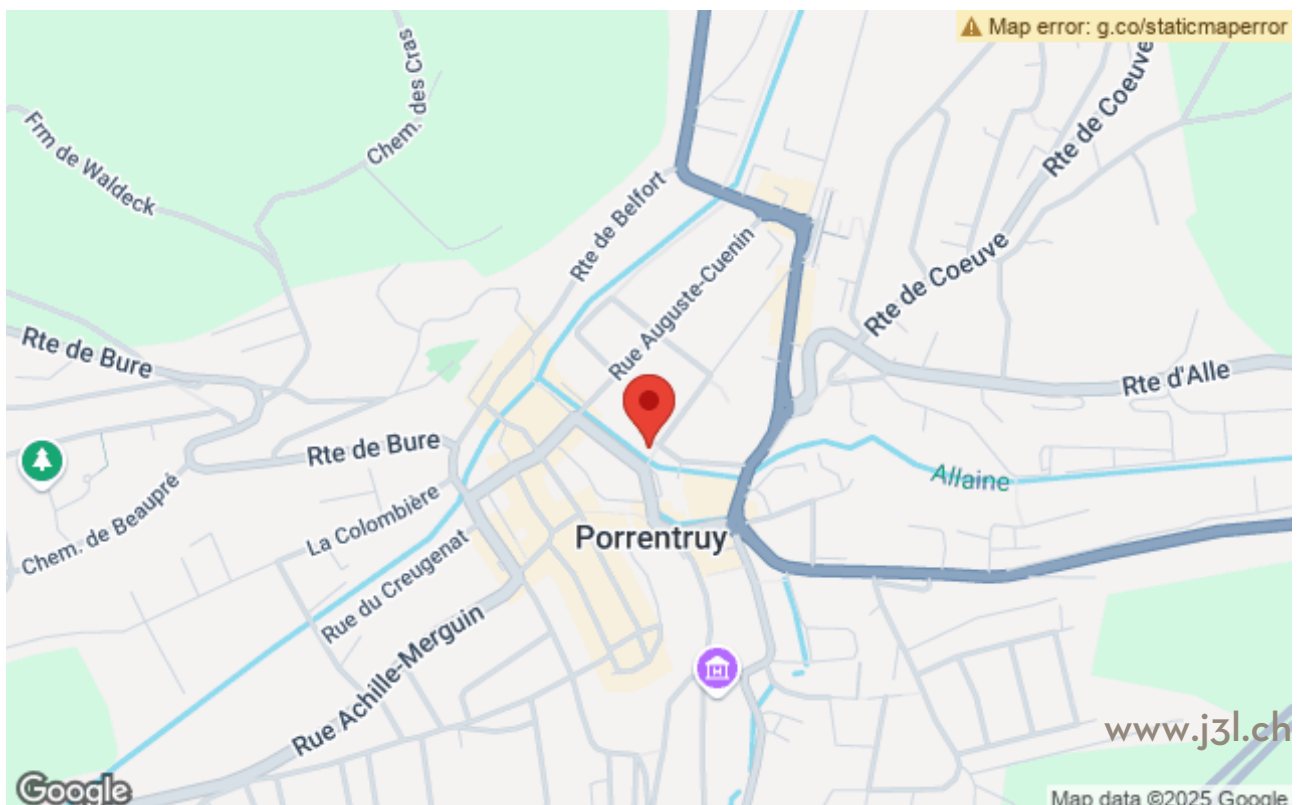 Map error: g.co/staticmaperror
Chem. des Cras
Rte de Coeuve
Frm de Waldeck
Rte de Belfort
Rue Auguste-Cuenin
Rte de Coeuve
Rte de Bure
Rte d'Alle
Rte de Bure
Allaine
Chem. de Beaupré
La Colombière
Porrentruy
Rue du Creugenat
Rue Achille-Merguin
H
www.j3l.ch
Google
Map data ©2025 Google